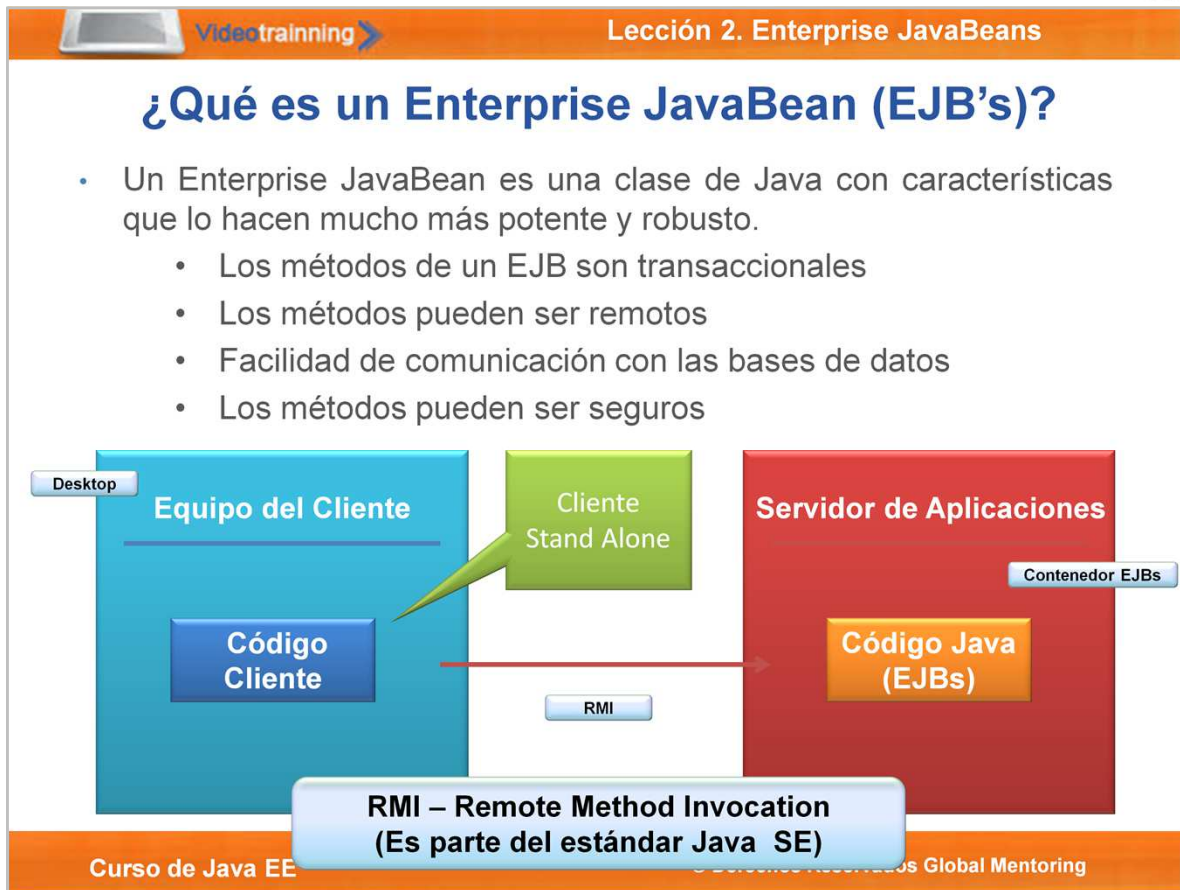 Videotrainning
Lección 2. Enterprise JavaBeans
¿Qué es un Enterprise JavaBean (EJB's)?
• Un Enterprise JavaBean es una clase de Java con características
que lo hacen mucho más potente y robusto.
• Los métodos de un EJB son transaccionales
• Los métodos pueden ser remotos
• Facilidad de comunicación con las bases de datos
• Los métodos pueden ser seguros
Desktop
Equipo del Cliente
Cliente
Stand Alone
Servidor de Aplicaciones
Contenedor EJBs
Código
Cliente
Código Java
(EJBs)
RMI
RMI – Remote Method Invocation
(Es parte del estándar Java SE)
Curso de Java EE
Global Mentoring